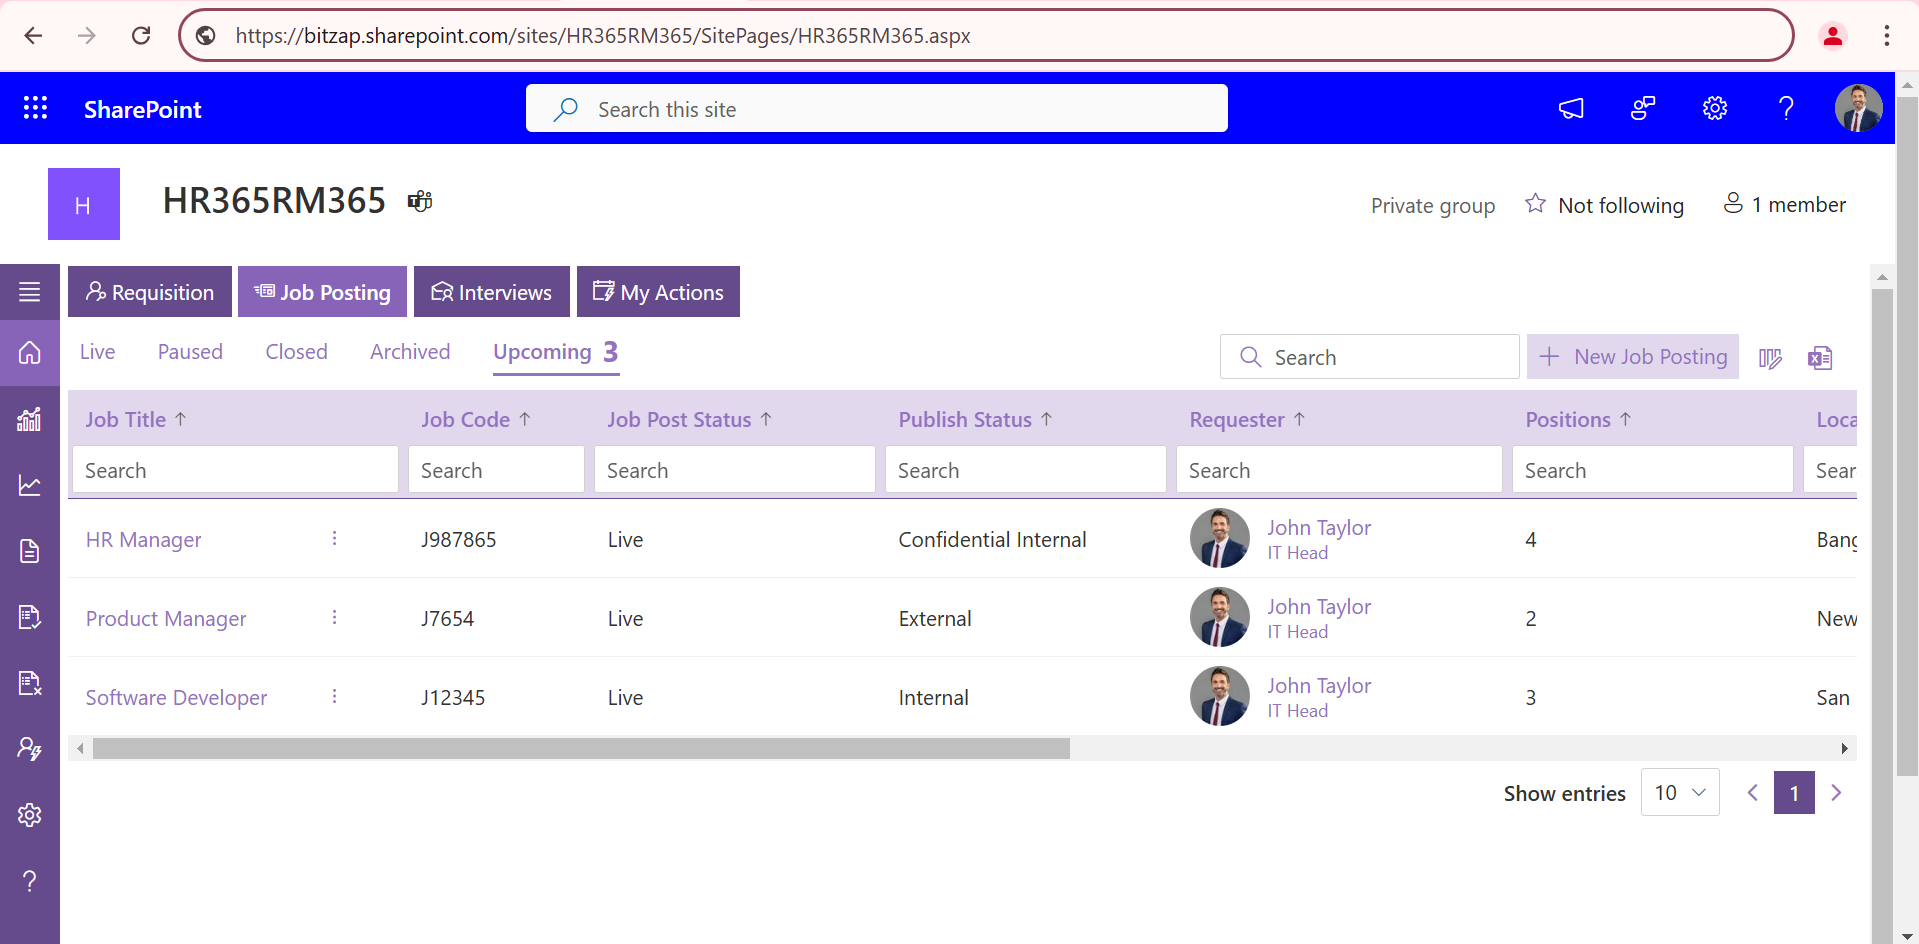 https://bitzap.sharepoint.com/sites/HR365RM365/SitePages/HR365RM365.aspx
SharePoint
Search this site
?
H
HR365RM365
Private group
Not following
1 member
Requisition
Job Posting
Interviews
My Actions
Live
Paused
Closed
Archived
Upcoming 3
Search
+ New Job Posting
Job Title ↑ Job Code ↑ Job Post Status ↑ Publish Status ↑ Requester ↑ Positions ↑ Loca
Search Search Search Search Search Search Sear
HR Manager J987865 Live Confidential Internal John Taylor 4 Bang
IT Head
Product Manager J7654 Live External John Taylor 2 New
IT Head
Software Developer J12345 Live Internal John Taylor 3 San
IT Head
Show entries 10 1
?